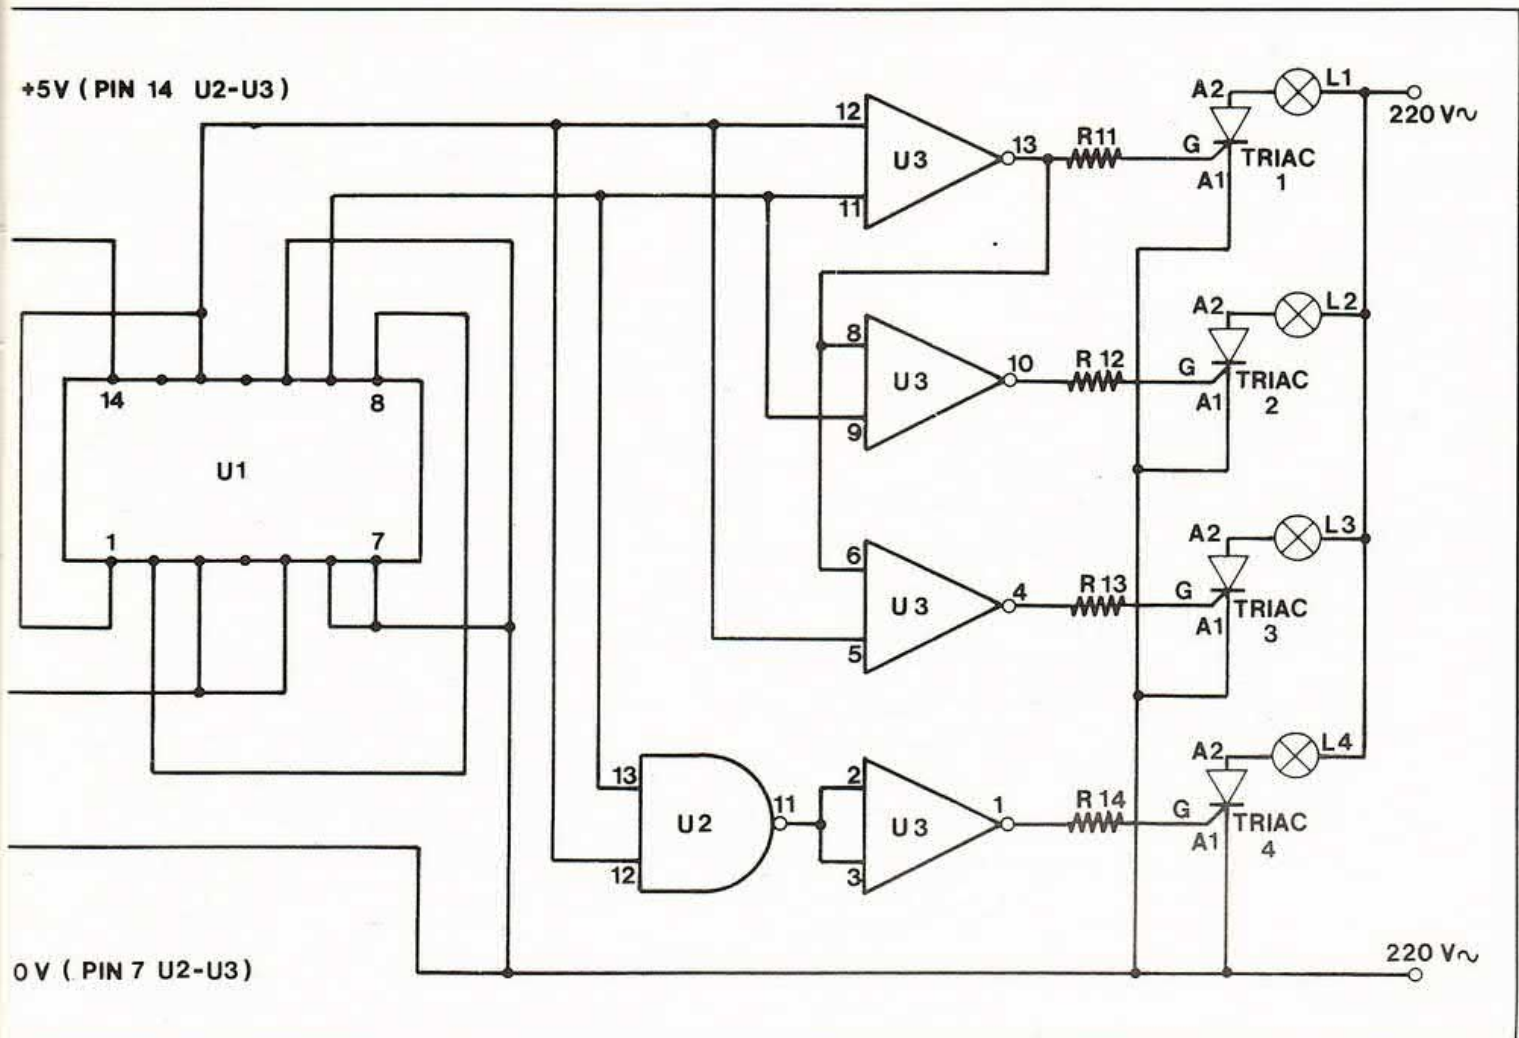 +5V ( PIN 14 U2-U3 )
L1
A2
220 V~
12
13
R11
G
TRIAC
1
U3
A1
11
L2
A2
8
10
R 12
G
TRIAC
2
U3
A1
9
14
8
U1
1
7
L3
A2
6
4
R 13
G
TRIAC
3
U3
A1
5
L4
A2
13
11
2
1
R 14
G
TRIAC
4
U2
U3
A1
12
3
220 V~
0 V ( PIN 7 U2-U3 )